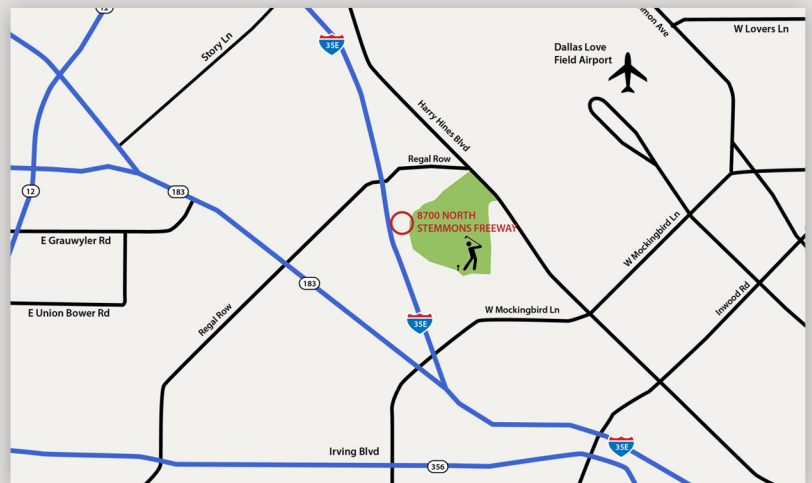 12
35E
Story Ln
W Lovers Ln
Dallas Love
Field Airport
Harry Hines Blvd
Regal Row
12
183
8700 NORTH
STEMMONS FREEWAY
E Grauwyler Rd
W Mockingbird Ln
183
Inwood Rd
E Union Bower Rd
Regal Row
W Mockingbird Ln
35E
Irving Blvd
35E
356